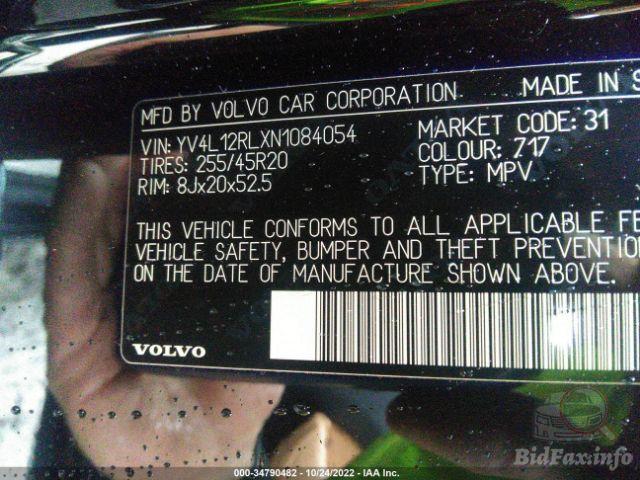 MFD BY VOLVO CAR CORPORATION MADE IN
VIN: YV4L12RLXN1084054 MARKET CODE: 31
TIRES: 255/45R20 COLOUR: 717
RIM: 8Jx20x52.5 TYPE: MPV
THIS VEHICLE CONFORMS TO ALL APPLICABLE FE
VEHICLE SAFETY, BUMPER AND THEFT PREVENTION
ON THE DATE OF MANUFACTURE SHOWN ABOVE.
VOLVO
000-34790482 - 10/24/2022 - IAA Inc.
BidFax.info